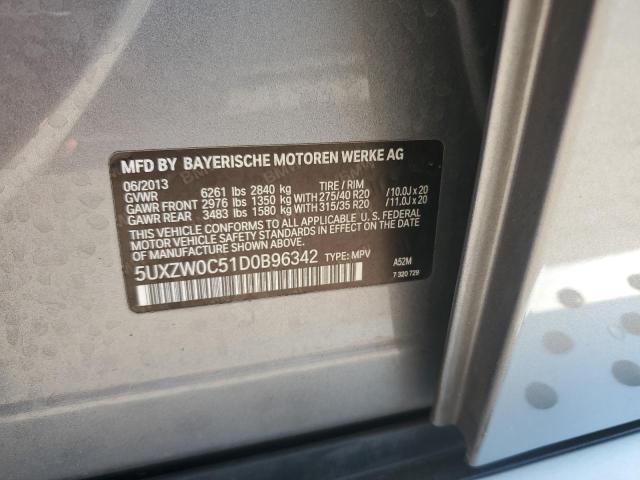 MFD BY BAYERISCHE MOTOREN WERKE AG
06/2013
GVWR 6261 lbs 2840 kg TIRE / RIM
GAWR FRONT 2976 lbs 1350 kg WITH 275/40 R20 /10.0J x 20
GAWR REAR 3483 lbs 1580 kg WITH 315/35 R20 /11.0J x 20
THIS VEHICLE CONFORMS TO ALL APPLICABLE U. S. FEDERAL
MOTOR VEHICLE SAFETY STANDARDS IN EFFECT ON THE DATE
OF MANUFACTURE SHOWN ABOVE.
5UXZW0C51D0B96342 TYPE: MPV A52M
7 320 729